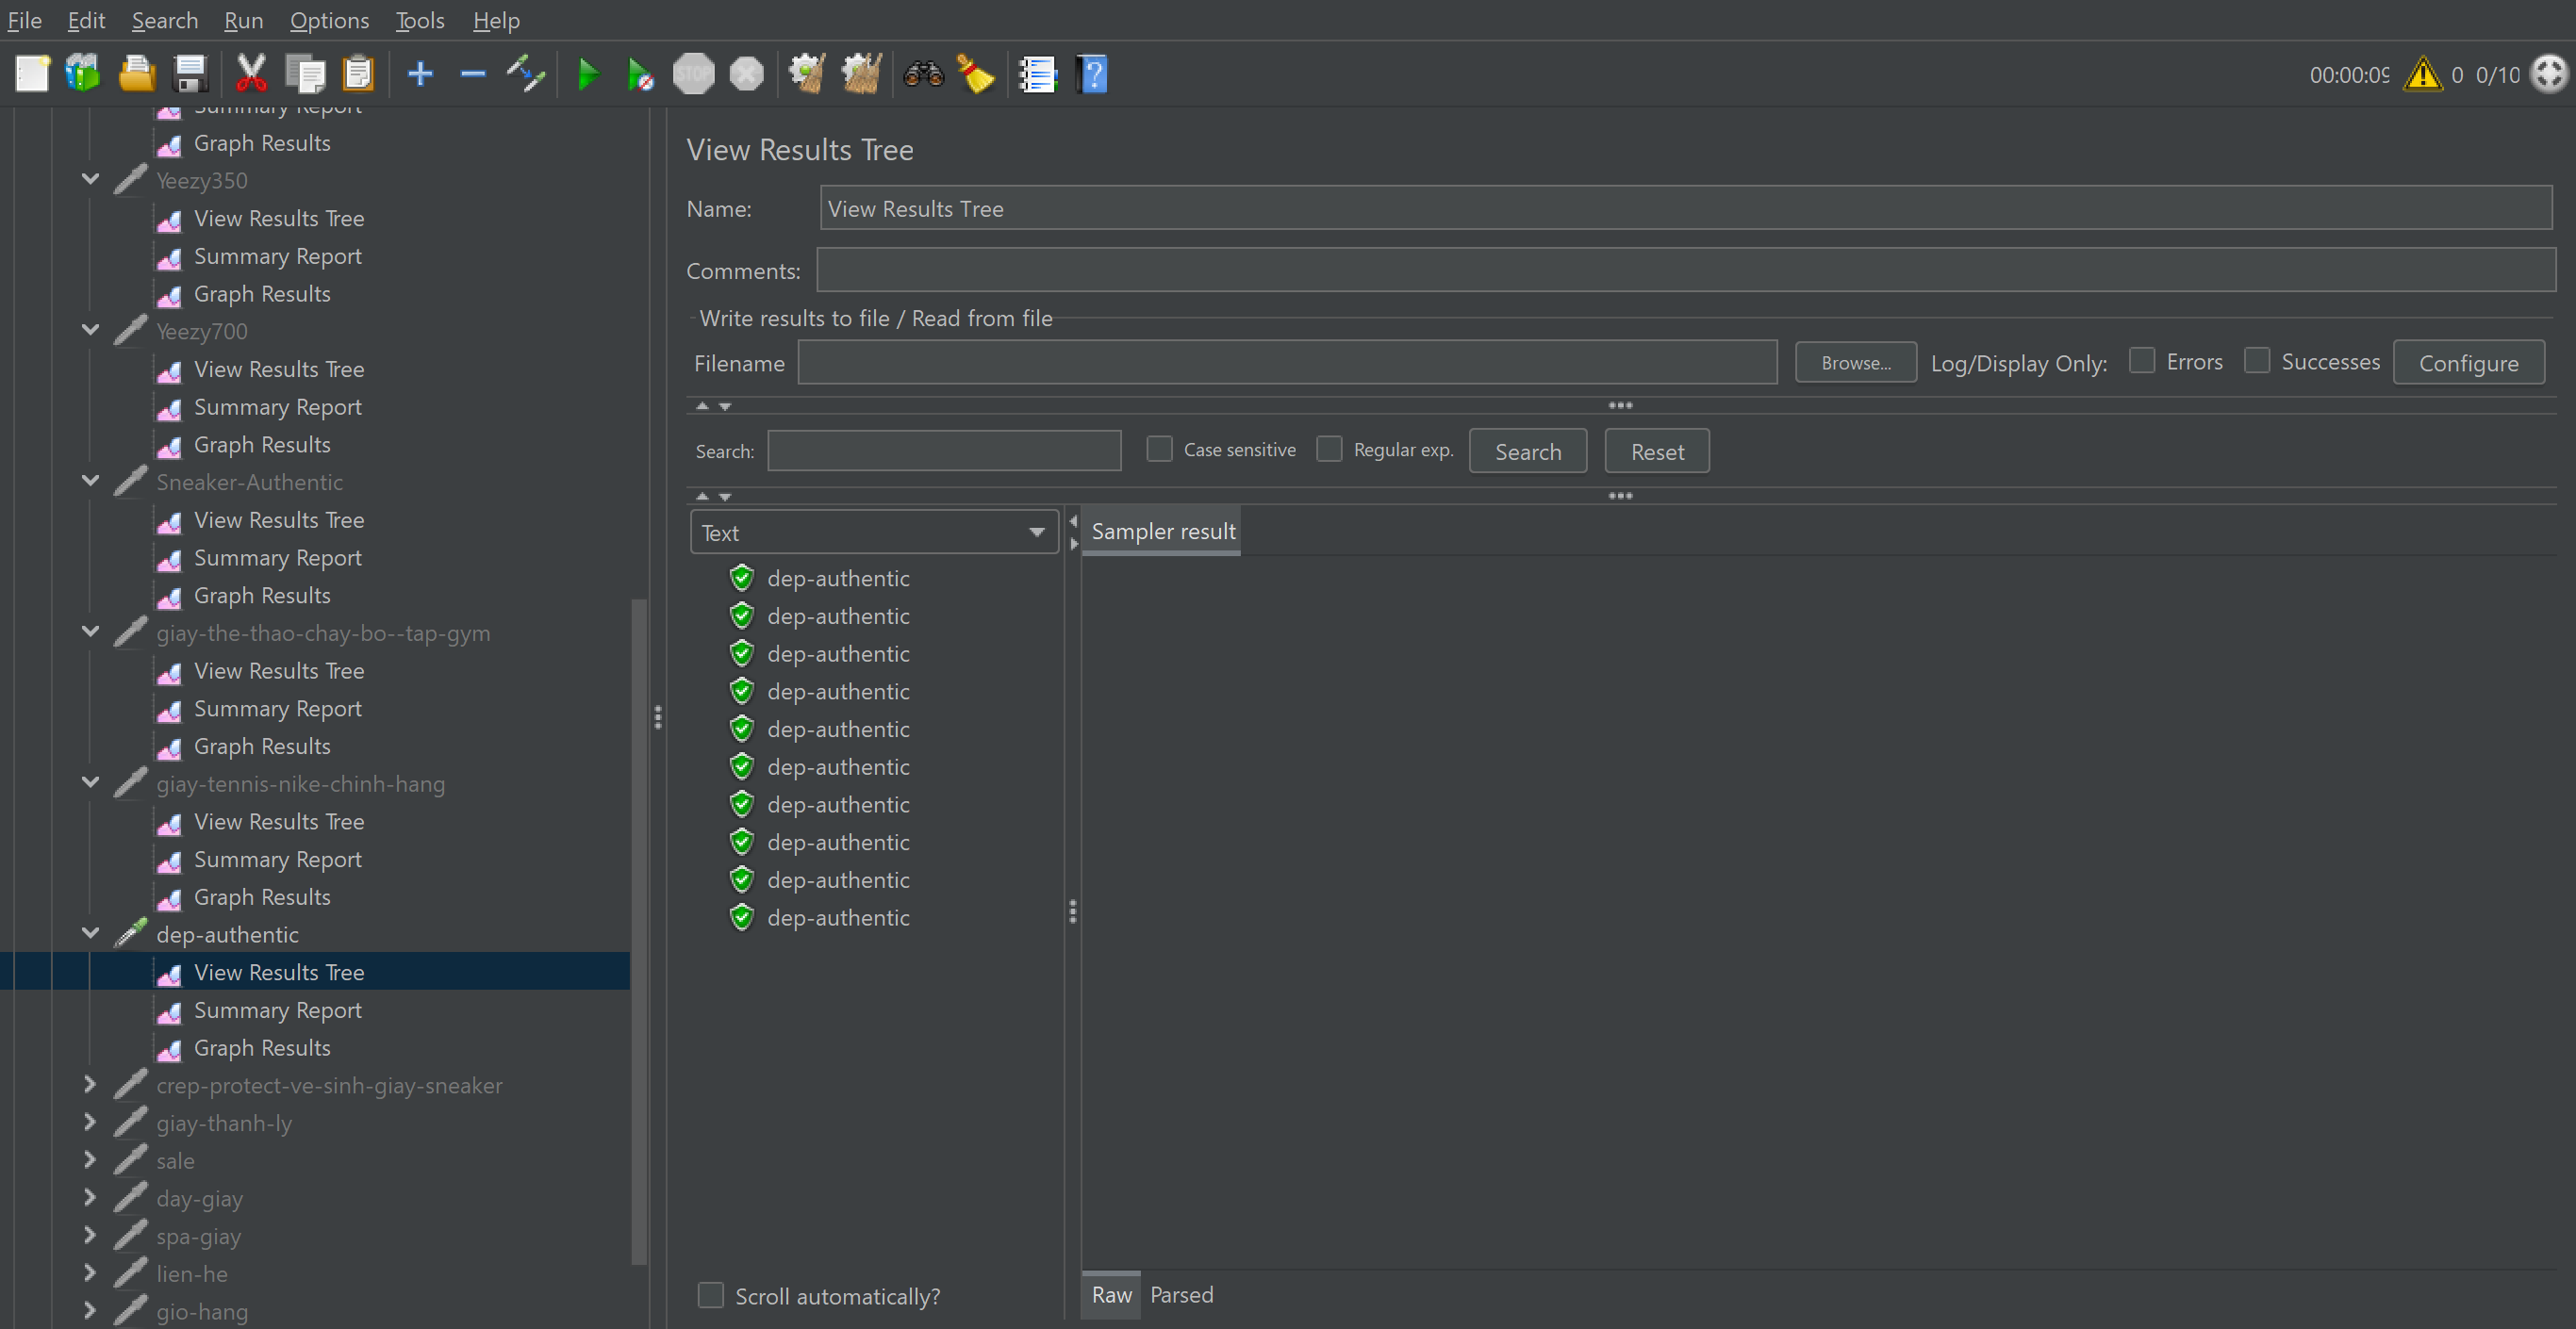 File Edit Search Run Options Tools Help
STOP
00:00:09 0 0/10
Summary Report
Graph Results
Yeezy350
View Results Tree
Summary Report
Graph Results
Yeezy700
View Results Tree
Summary Report
Graph Results
Sneaker-Authentic
View Results Tree
Summary Report
Graph Results
giay-the-thao-chay-bo--tap-gym
View Results Tree
Summary Report
Graph Results
giay-tennis-nike-chinh-hang
View Results Tree
Summary Report
Graph Results
dep-authentic
View Results Tree
Summary Report
Graph Results
crep-protect-ve-sinh-giay-sneaker
giay-thanh-ly
sale
day-giay
spa-giay
lien-he
gio-hang
View Results Tree
Name: View Results Tree
Comments:
Write results to file / Read from file
Filename Browse... Log/Display Only: Errors Successes Configure
Search: Case sensitive Regular exp. Search Reset
Text
dep-authentic
dep-authentic
dep-authentic
dep-authentic
dep-authentic
dep-authentic
dep-authentic
dep-authentic
dep-authentic
dep-authentic
Scroll automatically?
Sampler result
Raw Parsed